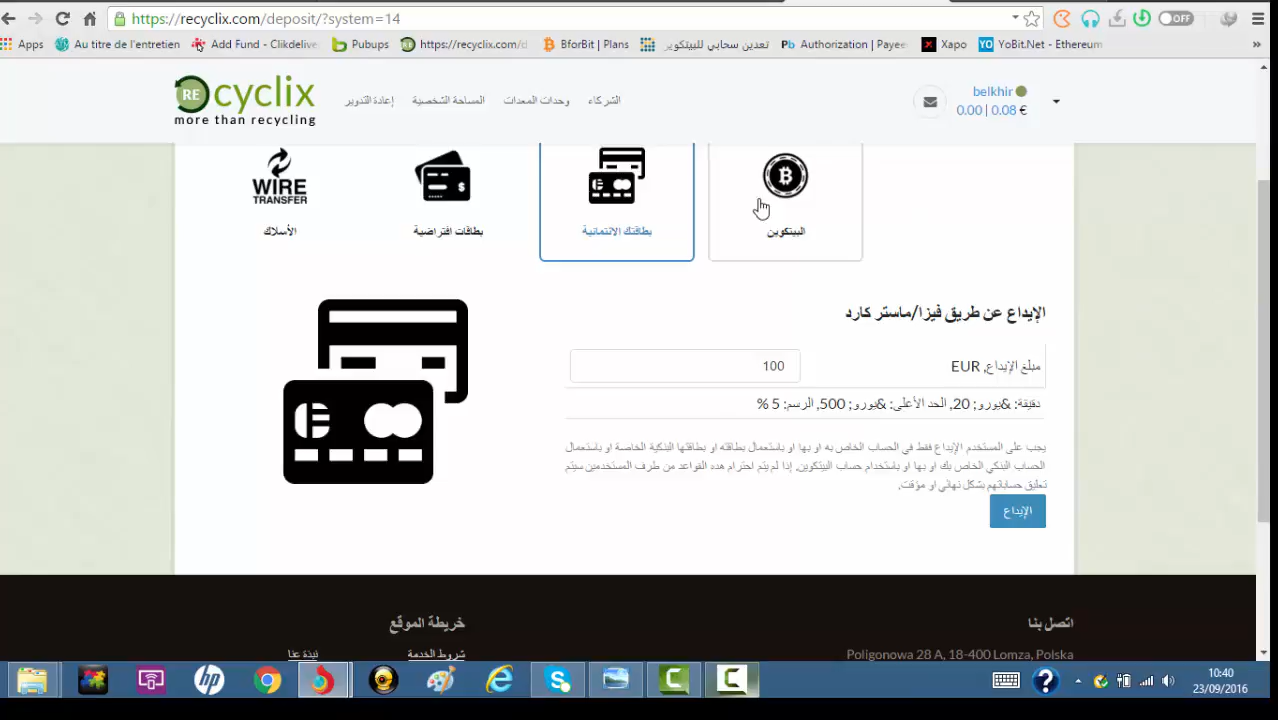 https://recyclix.com/deposit/?system=14
OFF
Apps
Au titre de l'entretien
Add Fund - Clikdelive
Pubups
https://recyclix.com/d
BforBit | Plans
تعدين سحابي للبيتكوير
Authorization | Payee
Xapo
YoBit.Net - Ethereum
REcyclix
more than recycling
الشركاء
وحدات المعدات
المساحة الشخصية
إعادة التدوير
belkhir
0.00 | 0.08 €
WIRE
TRANSFER
الأسلاك
بطاقات افتراضية
بطاقتك الائتمانية
البيتكوين
الإيداع عن طريق فيزا/ماستر كارد
مبلغ الإيداع, EUR
100
دقيقة: &يورو; 20, الحد الأعلى: &يورو; 500, الرسم: 5 %
يجب على المستخدم الإيداع فقط في الحساب الخاص به او بها او باستعمال بطاقته او بطاقتها البنكية الخاصة او باستعمال
الحساب البنكي الخاص بك او بها او باستخدام حساب البيتكوين. إذا لم يتم احترام هده القواعد من طرف المستخدمين سيتم
تعليق حساباتهم بشكل نهائي او مؤقت.
الإيداع
اتصل بنا
خريطة الموقع
Poligonowa 28 A, 18-400 Lomza, Polska
شروط الخدمة
نبذة عنا
10:40
23/09/2016